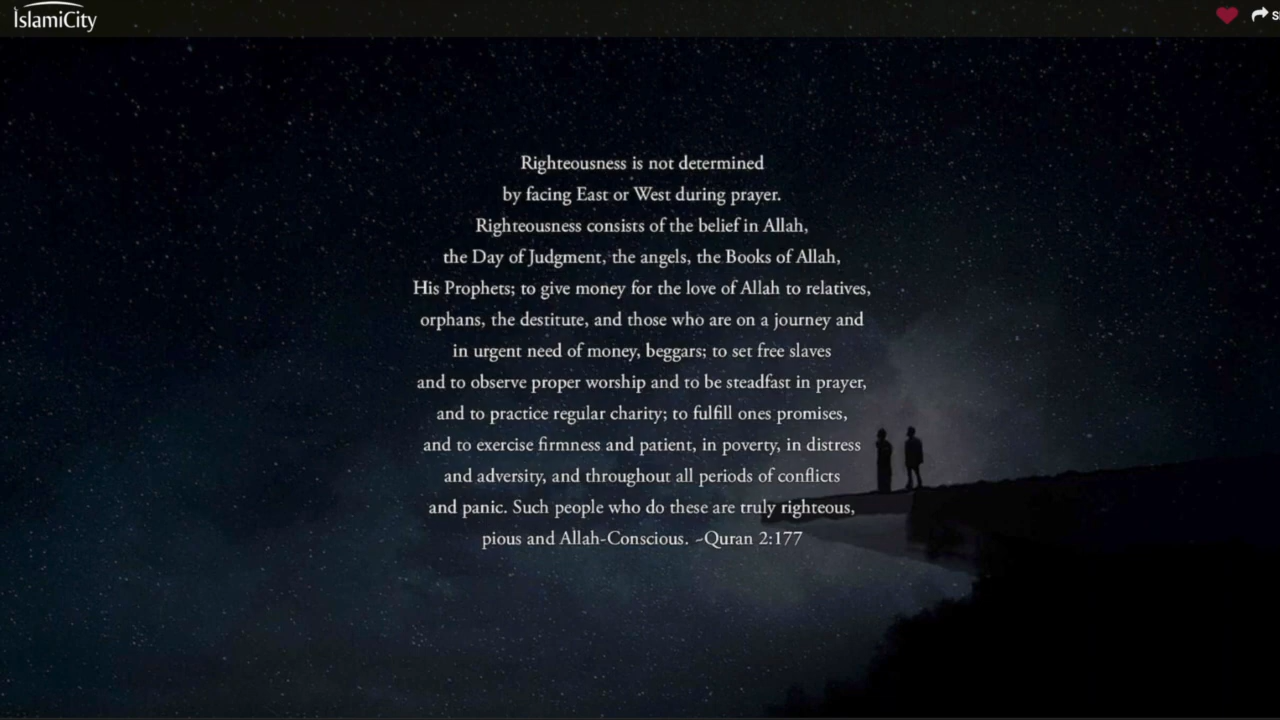 IslamiCity
Righteousness is not determined
by facing East or West during prayer.
Righteousness consists of the belief in Allah,
the Day of Judgment, the angels, the Books of Allah,
His Prophets; to give money for the love of Allah to relatives,
orphans, the destitute, and those who are on a journey and
in urgent need of money, beggars; to set free slaves
and to observe proper worship and to be steadfast in prayer,
and to practice regular charity; to fulfill ones promises,
and to exercise firmness and patient, in poverty, in distress
and adversity, and throughout all periods of conflicts
and panic. Such people who do these are truly righteous,
pious and Allah-Conscious. ~Quran 2:177